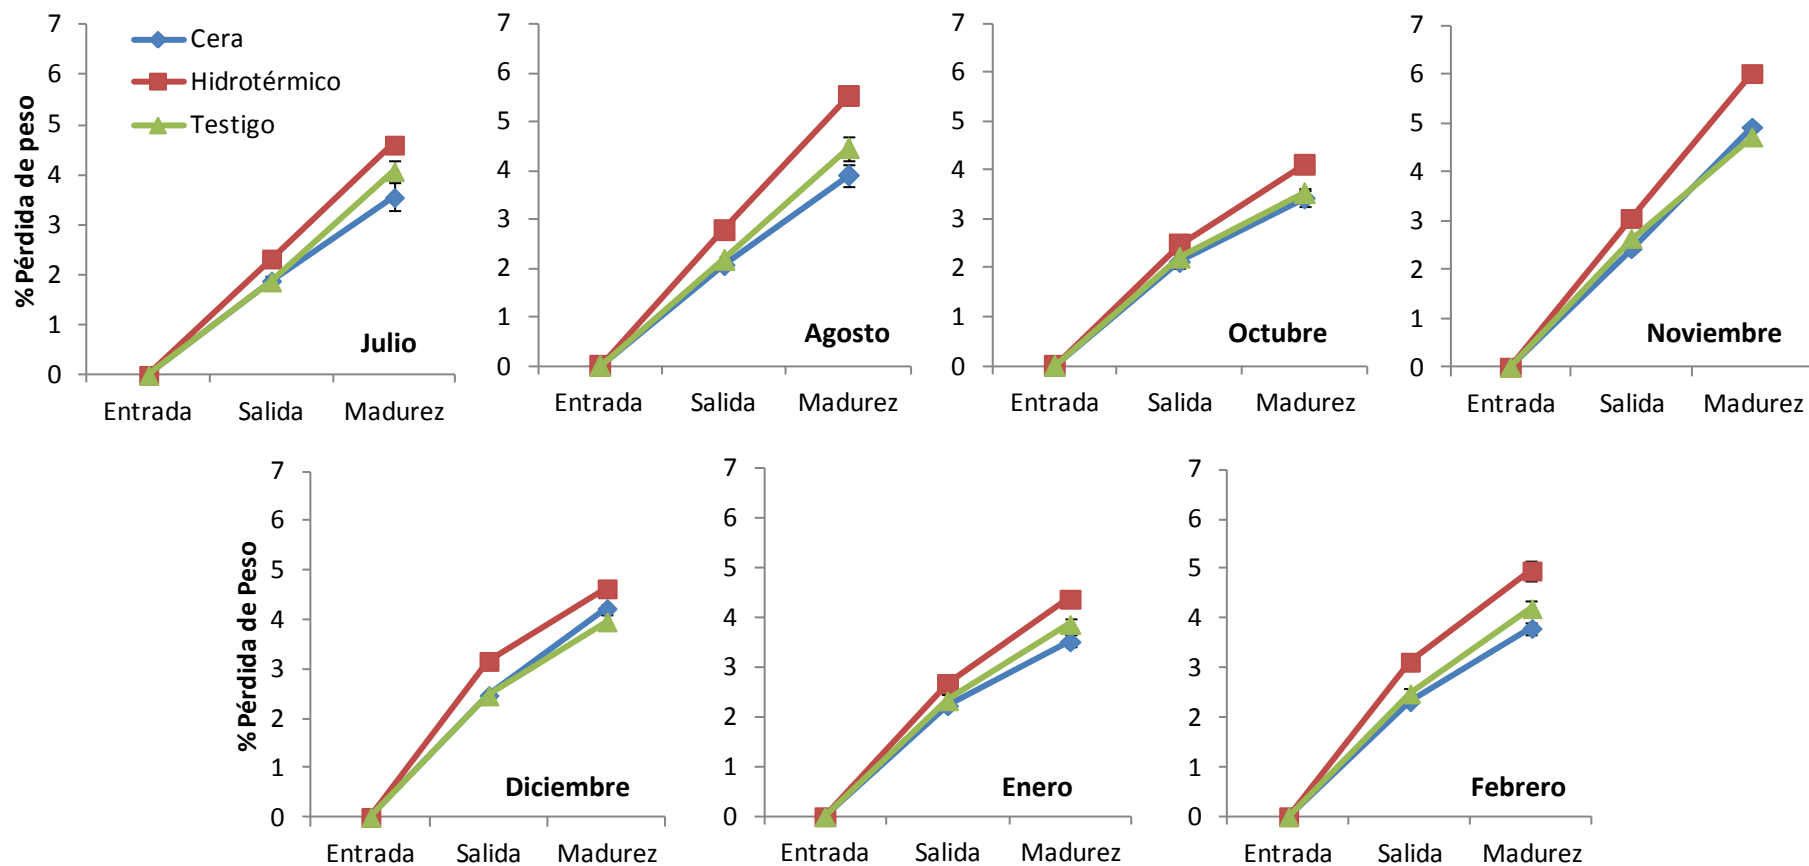 Cera
Hidrotérmico
Testigo
% Pérdida de peso
7
6
5
4
3
2
1
0
Julio
Entrada Salida Madurez
7
6
5
4
3
2
1
0
Agosto
Entrada Salida Madurez
7
6
5
4
3
2
1
0
Octubre
Entrada Salida Madurez
7
6
5
4
3
2
1
0
Noviembre
Entrada Salida Madurez
% Pérdida de Peso
7
6
5
4
3
2
1
0
Diciembre
Entrada Salida Madurez
7
6
5
4
3
2
1
0
Enero
Entrada Salida Madurez
7
6
5
4
3
2
1
0
Febrero
Entrada Salida Madurez